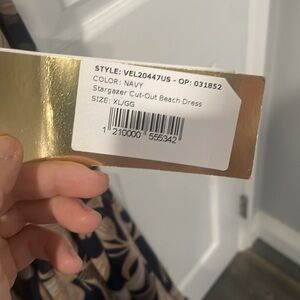 STYLE: VEL20447US - OP: 031852
COLOR: NAVY
Stargazer Cut-Out Beach Dress
SIZE: XL/GG
1 210000 555342